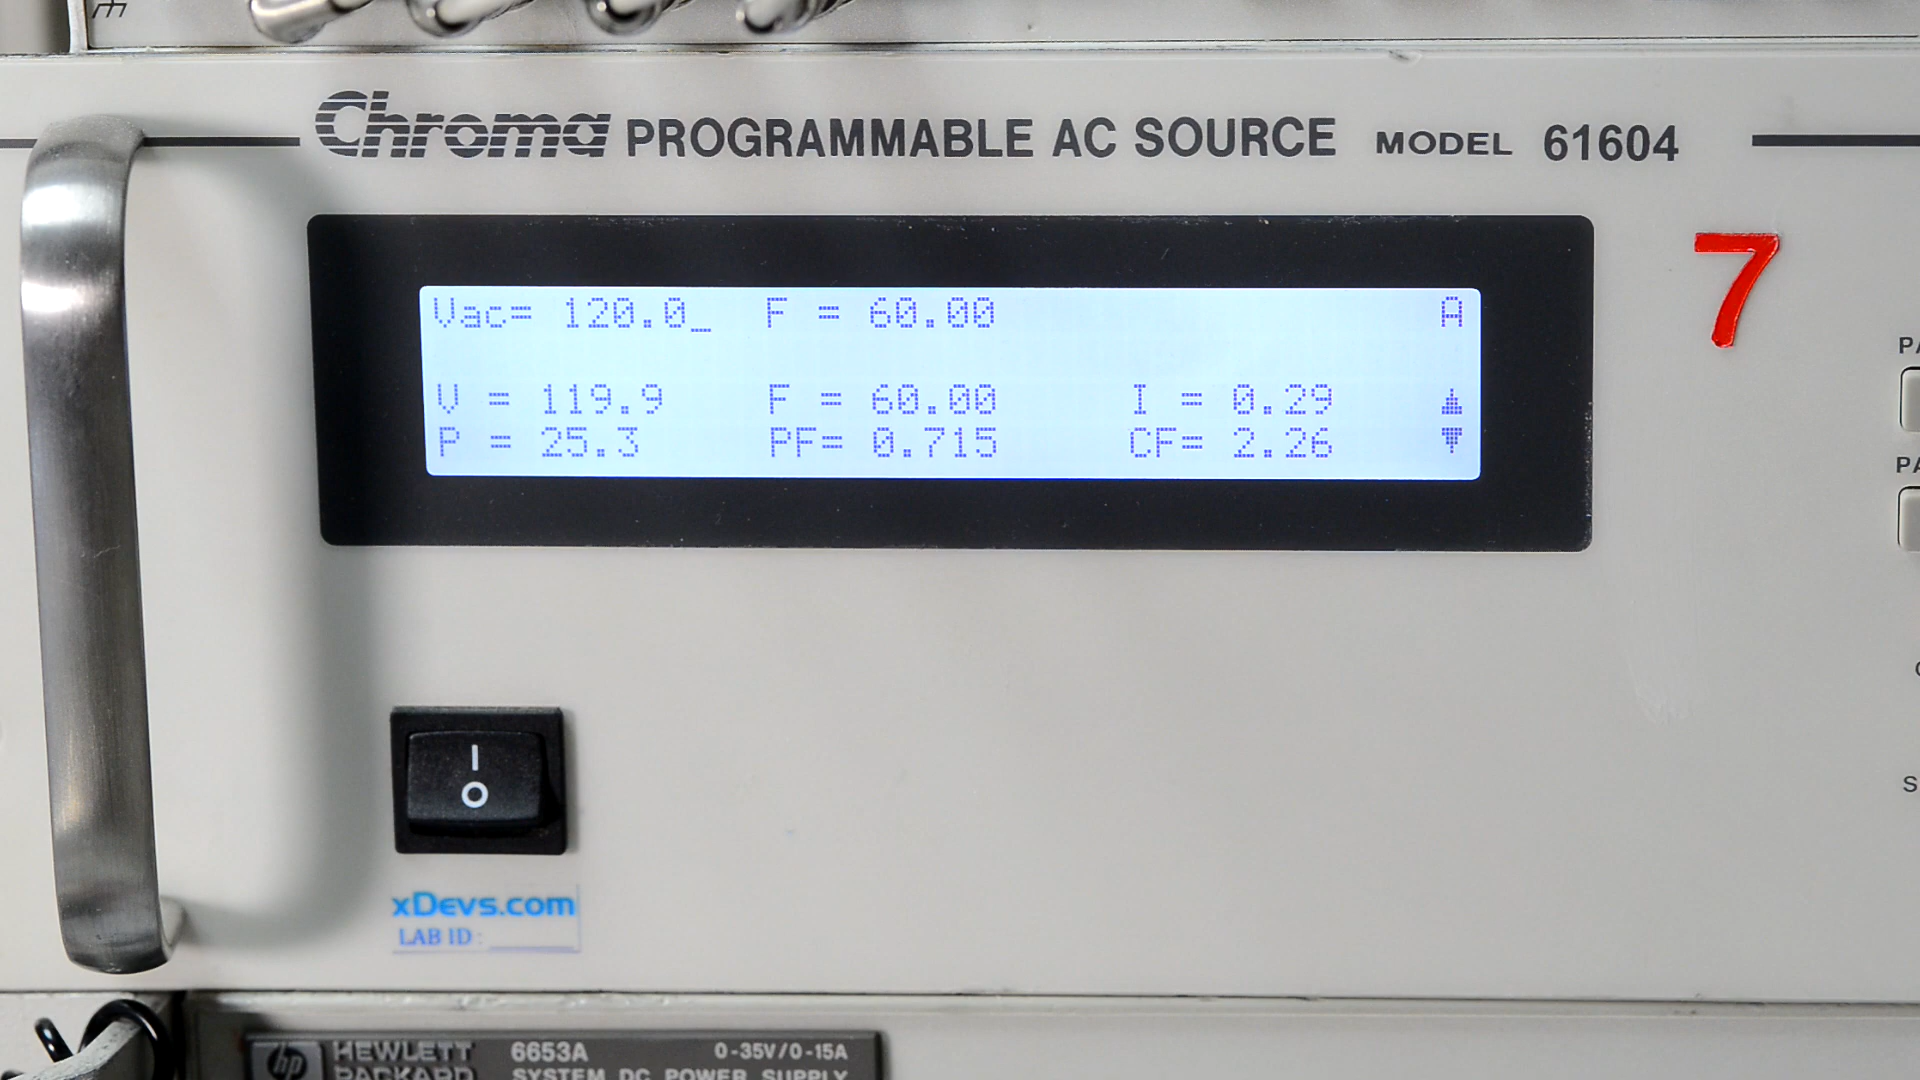 Chroma PROGRAMMABLE AC SOURCE MODEL 61604
7
Vac= 120.0_ F = 60.00 A
V = 119.9 F = 60.00 I = 0.29
P = 25.3 PF= 0.715 CF= 2.26
I
O
xDevs.com
LAB ID:
hp HEWLETT PACKARD
6653A 0-35V/0-15A
SYSTEM DC POWER SUPPLY